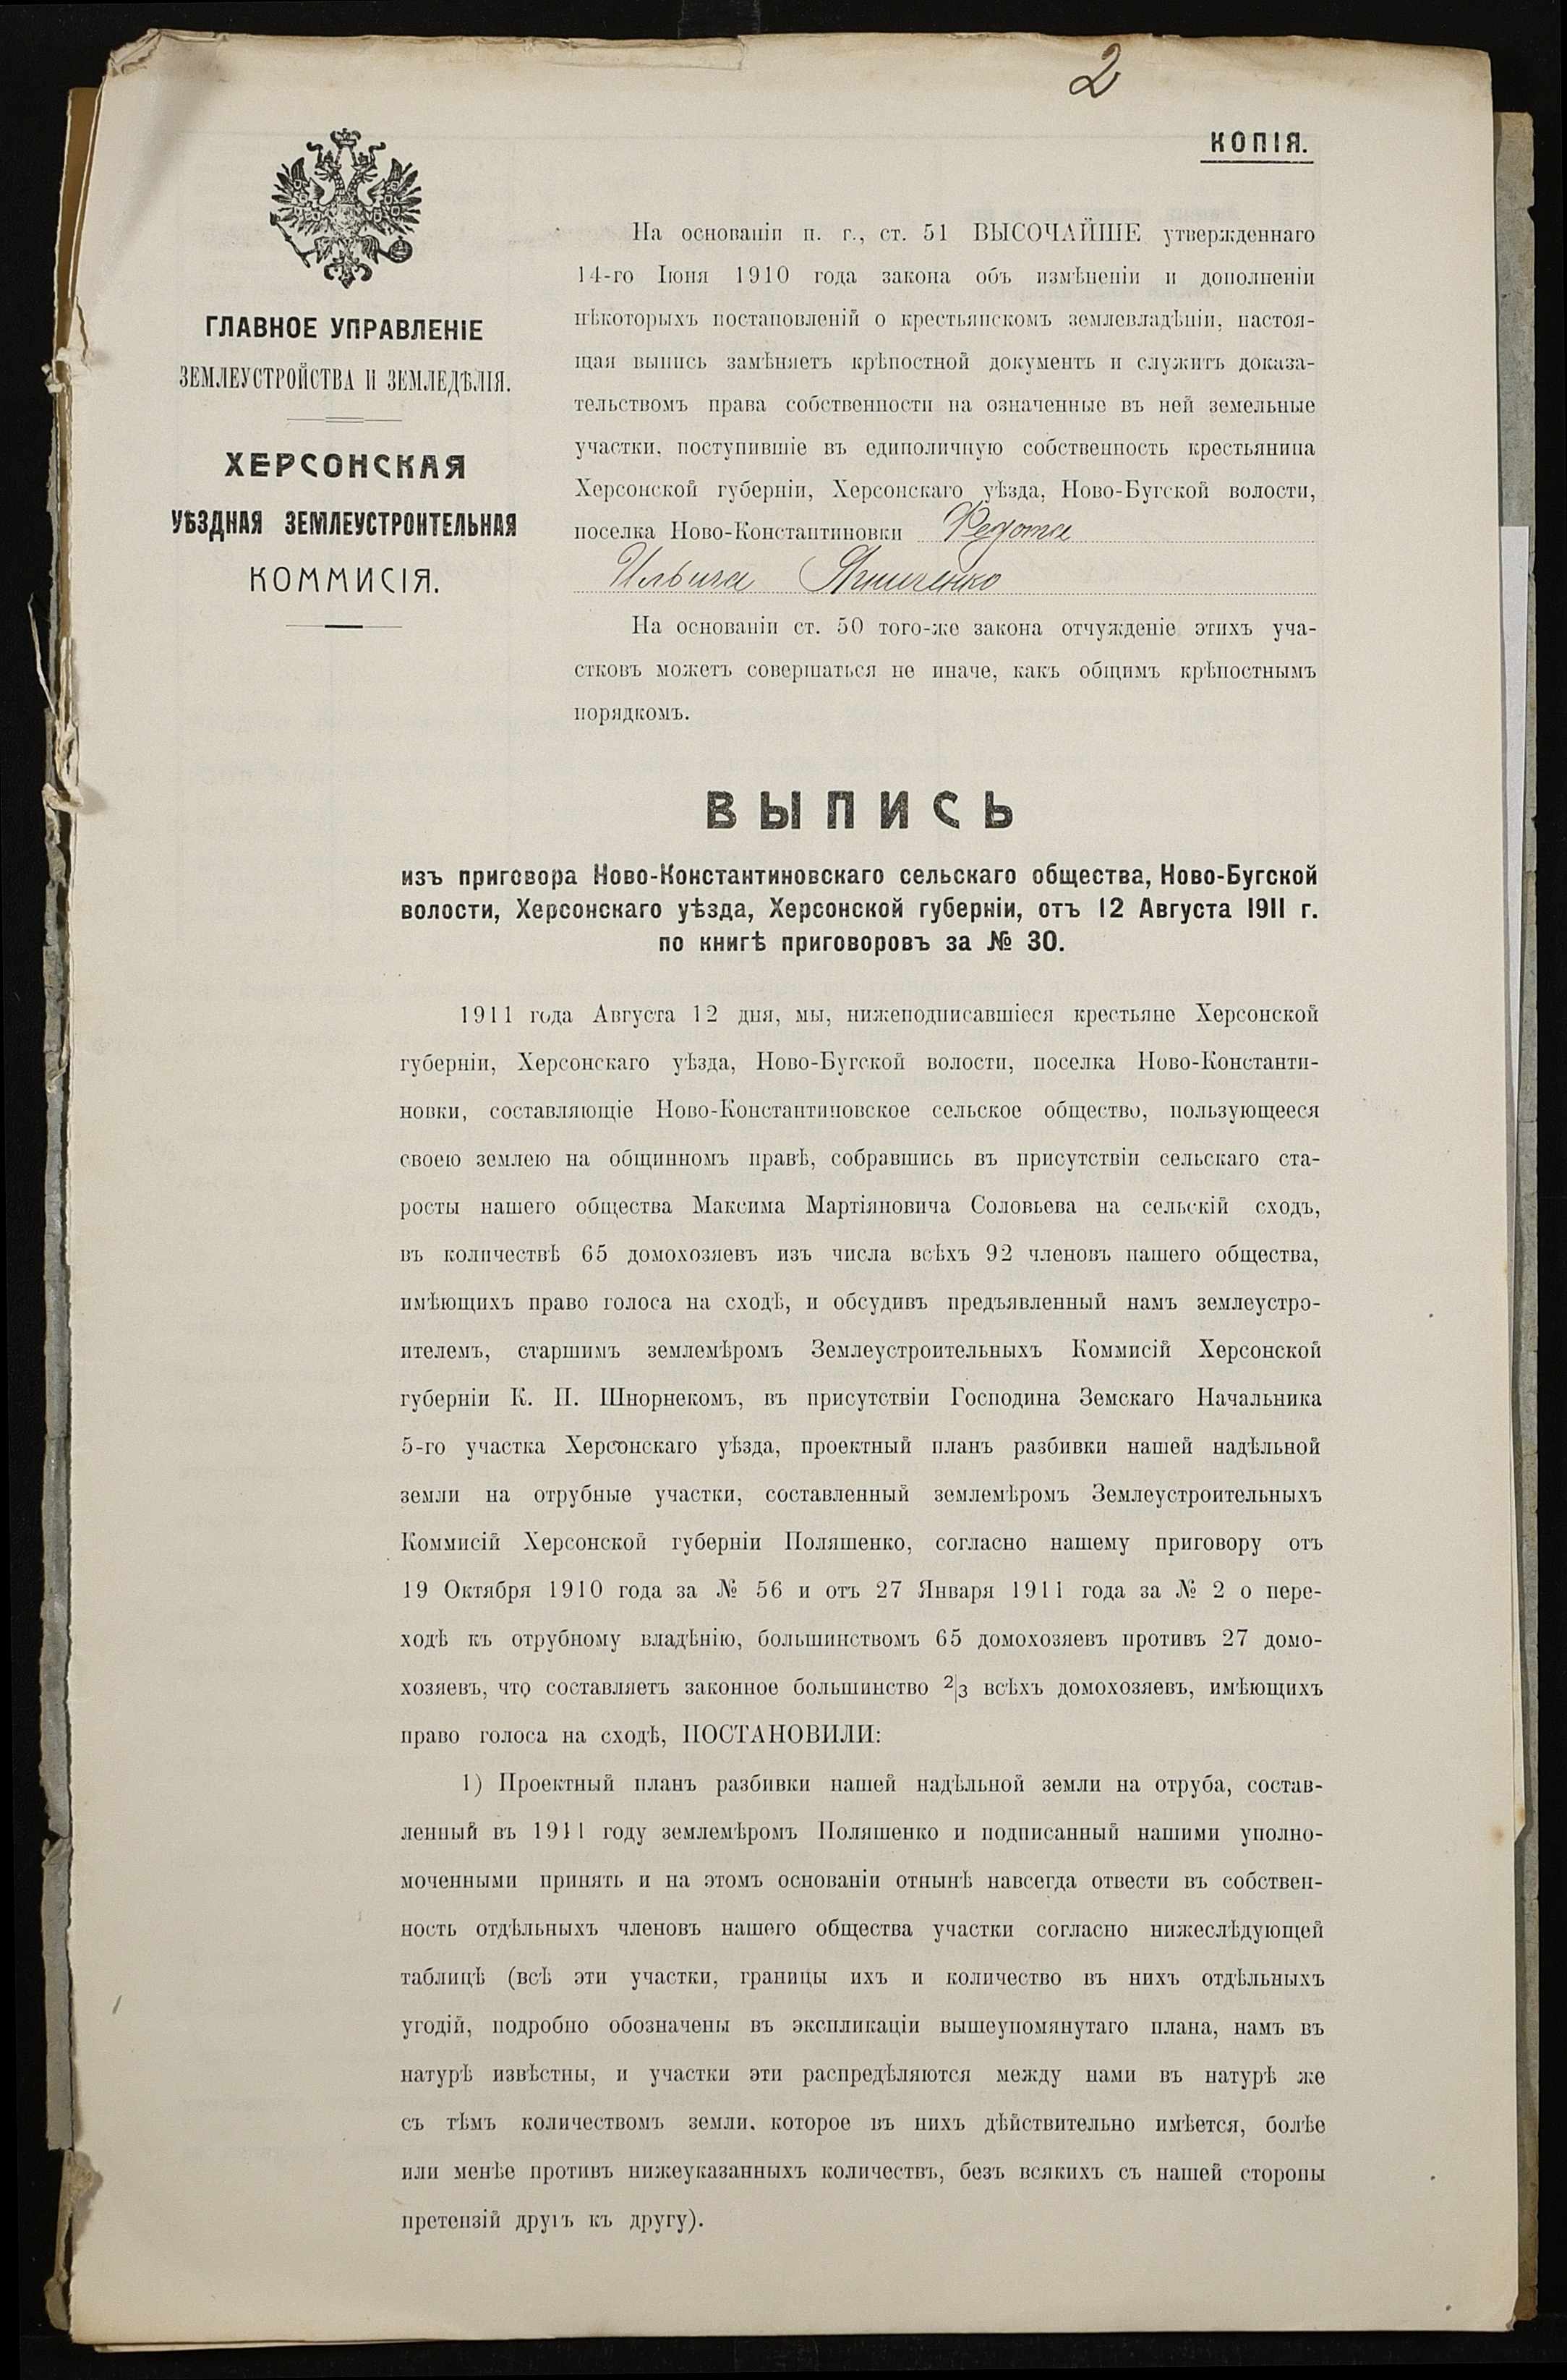 2
КОПІЯ.
ГЛАВНОЕ УПРАВЛЕНІЕ
ЗЕМЛЕУСТРОЙСТВА И ЗЕМЛЕДѢЛІЯ.
ХЕРСОНСКАЯ
УѢЗДНАЯ ЗЕМЛЕУСТРОИТЕЛЬНАЯ
КОММИСІЯ.
На основаніи п. г., ст. 51 ВЫСОЧАЙШЕ утвержденнаго
14-го Іюня 1910 года закона объ измѣненіи и дополненіи
нѣкоторыхъ постановленій о крестьянскомъ землевладѣніи, настоя-
щая выпись замѣняетъ крѣпостной документъ и служитъ доказа-
тельствомъ права собственности на означенные въ ней земельные
участки, поступившіе въ единоличную собственность крестьянина
Херсонской губерніи, Херсонскаго уѣзда, Ново-Бугской волости,
поселка Ново-Константиновки Федота
Ильича
На основаніи ст. 50 того-же закона отчужденіе этихъ уча-
стковъ можетъ совершаться не иначе, какъ общимъ крѣпостнымъ
порядкомъ.
ВЫПИСЬ
изъ приговора Ново-Константиновскаго сельскаго общества, Ново-Бугской
волости, Херсонскаго уѣзда, Херсонской губерніи, отъ 12 Августа 1911 г.
по книгѣ приговоровъ за № 30.
1911 года Августа 12 дня, мы, нижеподписавшіеся крестьяне Херсонской
губерніи, Херсонскаго уѣзда, Ново-Бугской волости, поселка Ново-Константи-
новки, составляющіе Ново-Константиновское сельское общество, пользующееся
своею землею на общинномъ правѣ, собравшись въ присутствіи сельскаго ста-
росты нашего общества Максима Мартіяновича Соловьева на сельскій сходъ,
въ количествѣ 65 домохозяевъ изъ числа всѣхъ 92 членовъ нашего общества,
имѣющихъ право голоса на сходѣ, и обсудивъ предъявленный намъ землеустро-
ителемъ, старшимъ землемѣромъ Землеустроительныхъ Коммисій Херсонской
губерніи К. П. Шнорнекомъ, въ присутствіи Господина Земскаго Начальника
5-го участка Херсонскаго уѣзда, проектный планъ разбивки нашей надѣльной
земли на отрубные участки, составленный землемѣромъ Землеустроительныхъ
Коммисій Херсонской губерніи Поляшенко, согласно нашему приговору отъ
19 Октября 1910 года за № 56 и отъ 27 Января 1911 года за № 2 о пере-
ходѣ къ отрубному владѣнію, большинствомъ 65 домохозяевъ противъ 27 домо-
хозяевъ, что составляетъ законное большинство 2/3 всѣхъ домохозяевъ, имѣющихъ
право голоса на сходѣ, ПОСТАНОВИЛИ:
1) Проектный планъ разбивки нашей надѣльной земли на отруба, состав-
ленный въ 1911 году землемѣромъ Поляшенко и подписанный нашими уполно-
моченными принять и на этомъ основаніи отнынѣ навсегда отвести въ собствен-
ность отдѣльныхъ членовъ нашего общества участки согласно нижеслѣдующей
таблицѣ (всѣ эти участки, границы ихъ и количество въ нихъ отдѣльныхъ
угодій, подробно обозначены въ экспликаціи вышеупомянутаго плана, намъ въ
натурѣ извѣстны, и участки эти распредѣляются между нами въ натурѣ же
съ тѣмъ количествомъ земли, которое въ нихъ дѣйствительно имѣется, болѣе
или менѣе противъ нижеуказанныхъ количествъ, безъ всякихъ съ нашей стороны
претензій другъ къ другу).